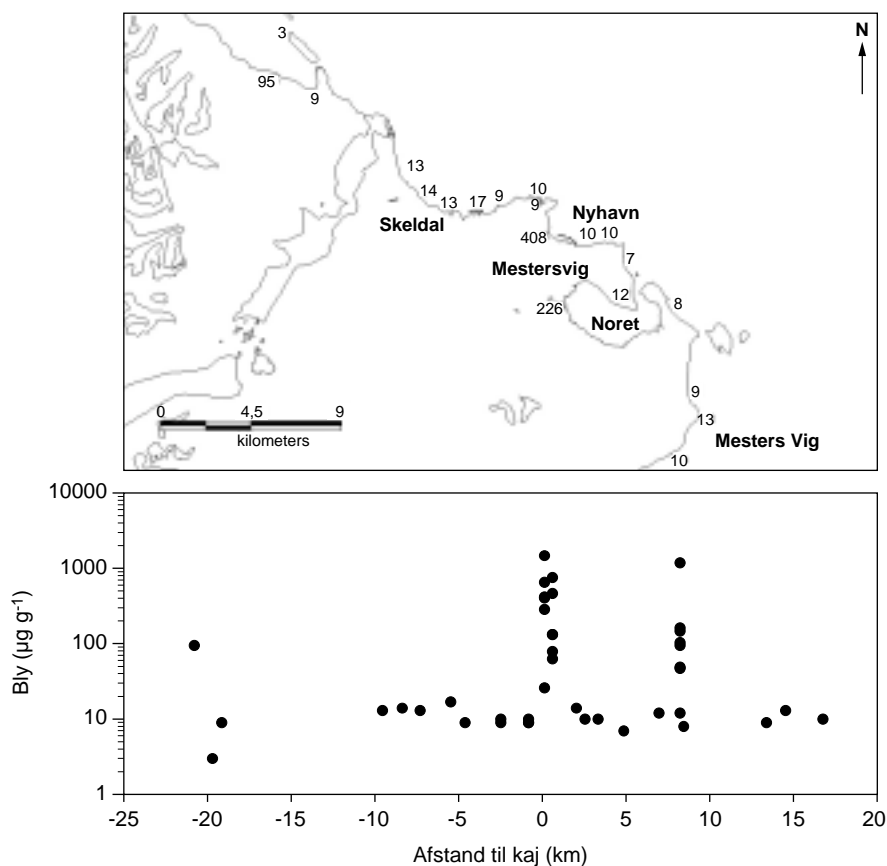 3
N
95
9
13
14
13
17
9
10
9
Skeldal
Nyhavn
408
10 10
Mestersvig
7
12
8
226
Noret
0 4,5 9
kilometers
9
13
Mesters Vig
10
10000
1000
100
10
1
Bly (µg g⁻¹)
-25 -20 -15 -10 -5 0 5 10 15 20
Afstand til kaj (km)